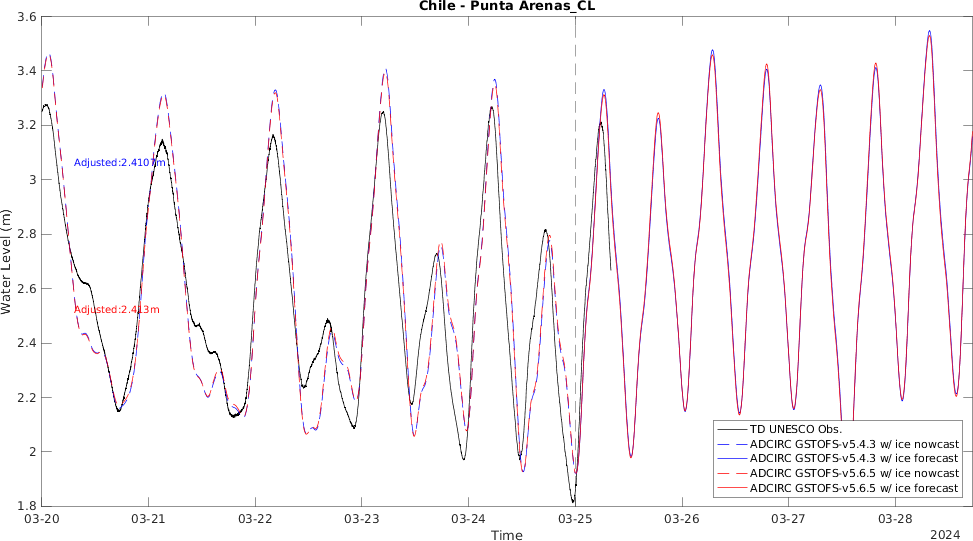 Chile - Punta Arenas_CL
3.6
3.4
3.2
3
2.8
2.6
2.4
2.2
2
1.8
Water Level (m)
Adjusted:2.4107m
Adjusted:2.413m
TD UNESCO Obs.
ADCIRC GSTOFS-v5.4.3 w/ ice nowcast
ADCIRC GSTOFS-v5.4.3 w/ ice forecast
ADCIRC GSTOFS-v5.6.5 w/ ice nowcast
ADCIRC GSTOFS-v5.6.5 w/ ice forecast
03-20 03-21 03-22 03-23 03-24 03-25 03-26 03-27 03-28
Time
2024